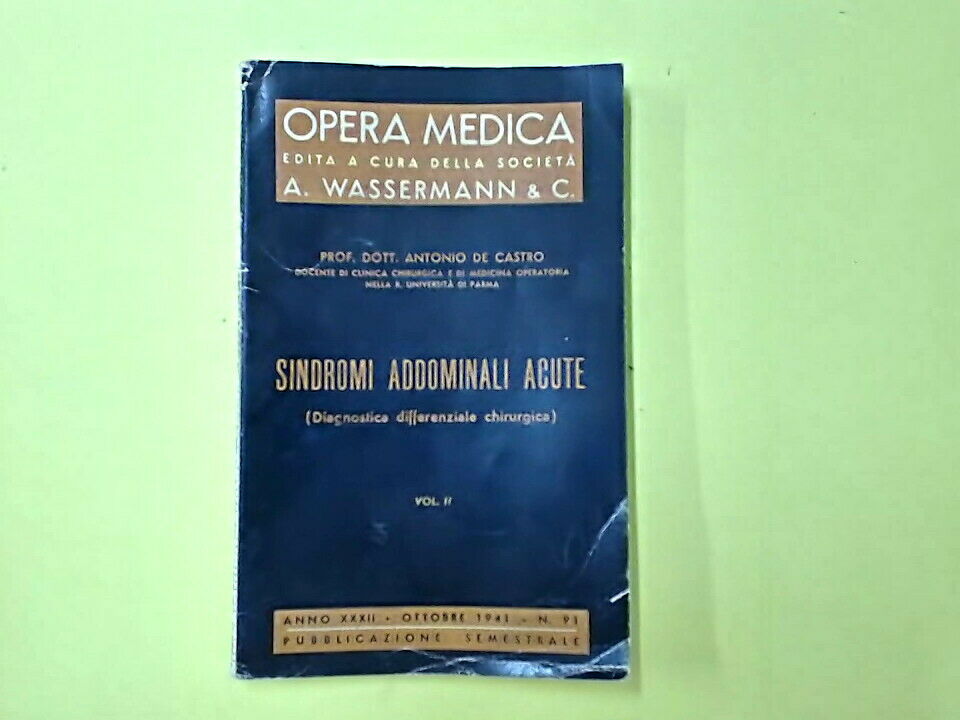 OPERA MEDICA
EDITA A CURA DELLA SOCIETÀ
A. WASSERMANN & C.
PROF. DOTT. ANTONIO DE CASTRO
DOCENTE DI CLINICA CHIRURGICA E DI MEDICINA OPERATORIA
NELLA R. UNIVERSITÀ DI PARMA
SINDROMI ADDOMINALI ACUTE
(Diagnostica differenziale chirurgica)
VOL. II
ANNO XXXII - OTTOBRE 1941 - N. 91
PUBBLICAZIONE SEMESTRALE